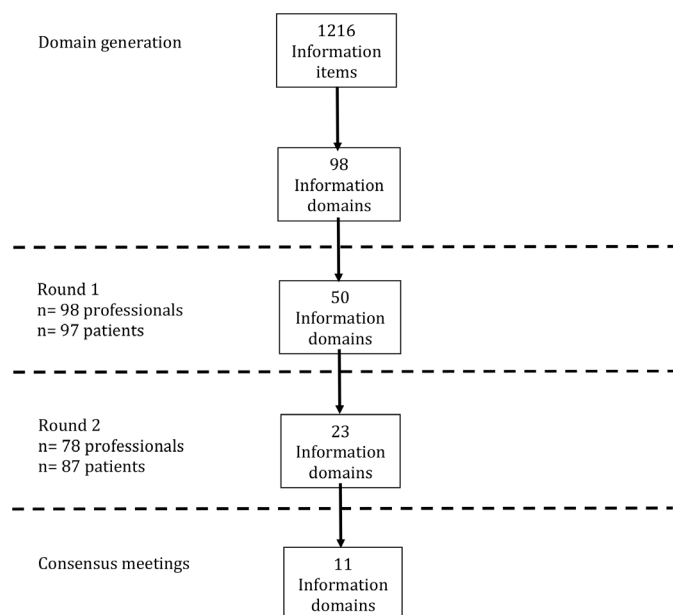 Domain generation
1216
Information
items
98
Information
domains
Round 1
n= 98 professionals
n= 97 patients
50
Information
domains
Round 2
n= 78 professionals
n= 87 patients
23
Information
domains
Consensus meetings
11
Information
domains